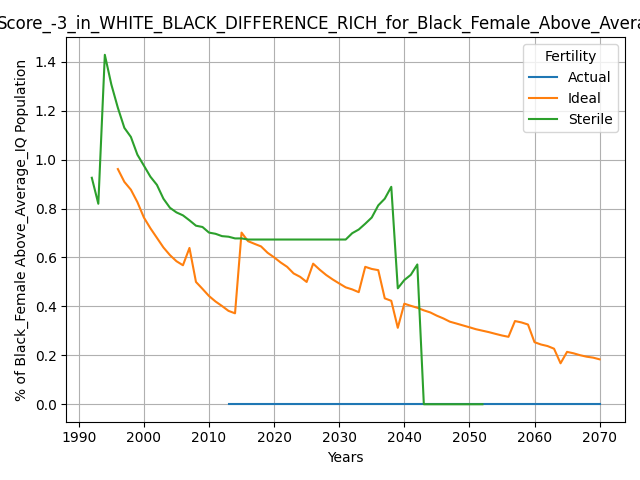 Score_-3_in_WHITE_BLACK_DIFFERENCE_RICH_for_Black_Female_Above_Avera
Fertility
Actual
Ideal
Sterile
% of Black_Female Above_Average_IQ Population
1.4
1.2
1.0
0.8
0.6
0.4
0.2
0.0
1990 2000 2010 2020 2030 2040 2050 2060 2070
Years